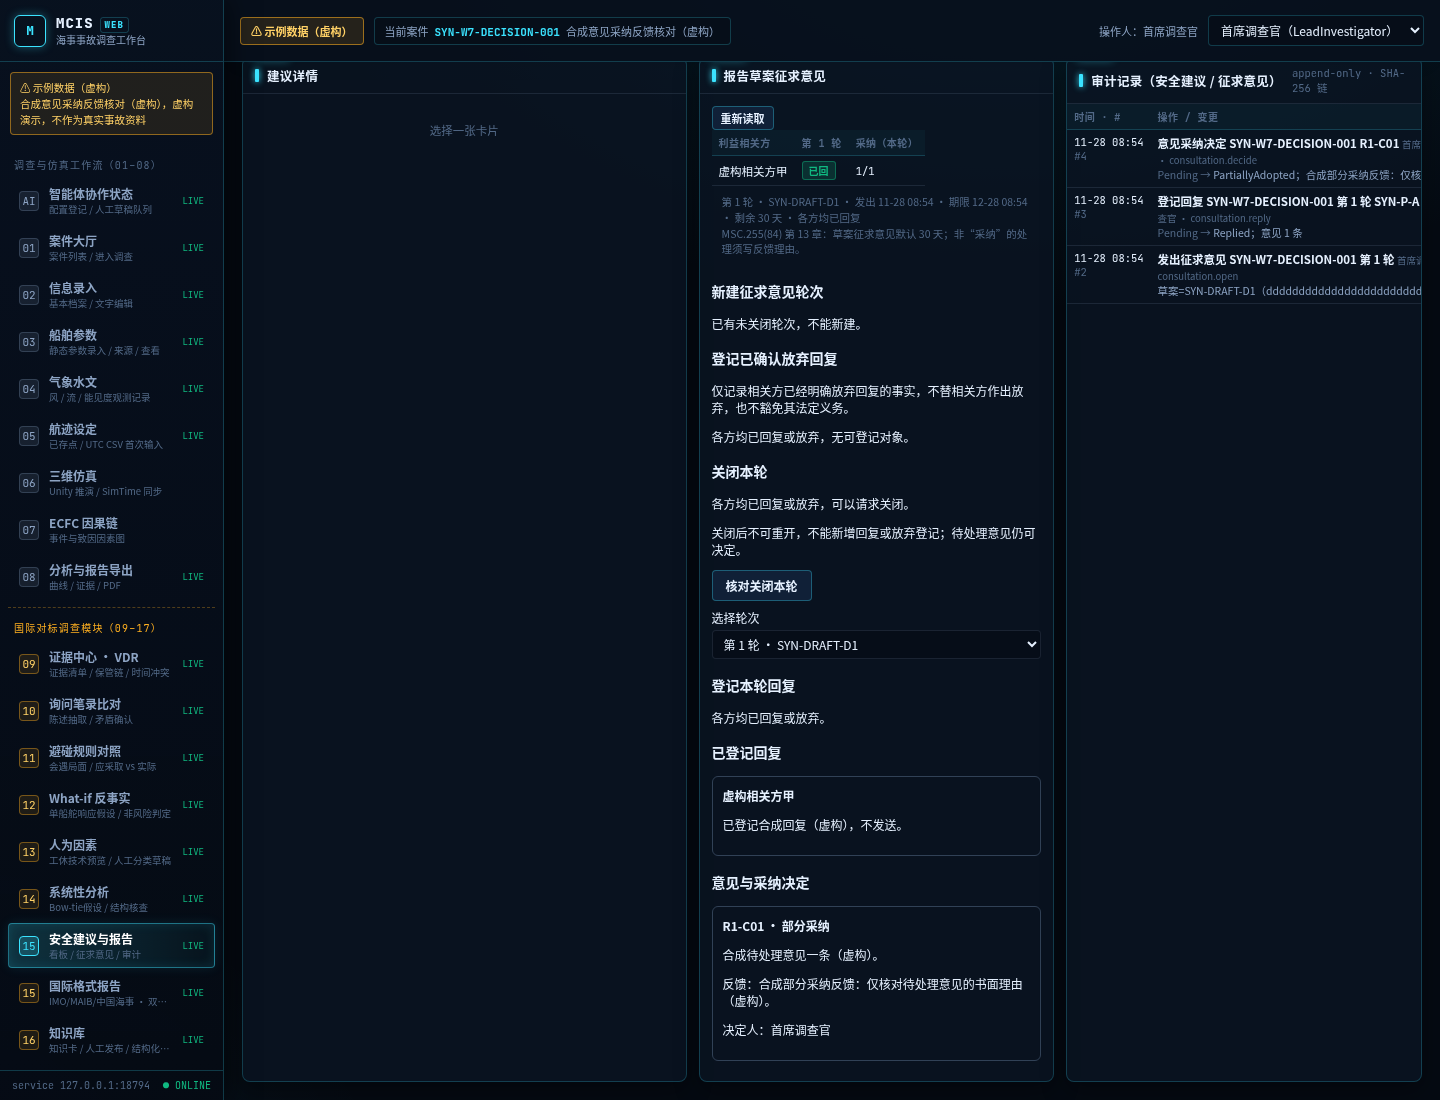 M
MCIS WEB
海事事故调查工作台
⚠ 示例数据（虚构）
合成意见采纳反馈核对（虚构），虚构
演示，不作为真实事故资料
调查与仿真工作流（01-08）
AI 智能体协作状态 LIVE
配置登记 / 人工草稿队列
01 案件大厅 LIVE
案件列表 / 进入调查
02 信息录入 LIVE
基本档案 / 文字编辑
03 船舶参数 LIVE
静态参数录入 / 来源 / 查看
04 气象水文 LIVE
风 / 流 / 能见度观测记录
05 航迹设定 LIVE
已存点 / UTC CSV 首次输入
06 三维仿真
Unity 推演 / SimTime 同步
07 ECFC 因果链
事件与致因因素图
08 分析与报告导出 LIVE
曲线 / 证据 / PDF
国际对标调查模块（09-17）
09 证据中心 · VDR LIVE
证据清单 / 保管链 / 时间冲突
10 询问笔录比对 LIVE
陈述抽取 / 矛盾确认
11 避碰规则对照 LIVE
会遇局面 / 应采取 vs 实际
12 What-if 反事实 LIVE
单船舵响应假设 / 非风险判定
13 人为因素 LIVE
工休技术预览 / 人工分类草稿
14 系统性分析 LIVE
Bow-tie假设 / 结构核查
15 安全建议与报告 LIVE
看板 / 征求意见 / 审计
15 国际格式报告 LIVE
IMO/MAIB/中国海事 · 双…
16 知识库 LIVE
知识卡 / 人工发布 / 结构化…
service 127.0.0.1:18794 ● ONLINE
⚠ 示例数据（虚构）
当前案件 SYN-W7-DECISION-001 合成意见采纳反馈核对（虚构）
操作人：首席调查官
首席调查官（LeadInvestigator）
建议详情
选择一张卡片
报告草案征求意见
重新读取
利益相关方 第 1 轮 采纳（本轮）
虚构相关方甲 已回 1/1
第 1 轮 · SYN-DRAFT-D1 · 发出 11-28 08:54 · 期限 12-28 08:54
· 剩余 30 天 · 各方均已回复
MSC.255(84) 第 13 章：草案征求意见默认 30 天；非“采纳”的处
理须写反馈理由。
新建征求意见轮次
已有未关闭轮次，不能新建。
登记已确认放弃回复
仅记录相关方已经明确放弃回复的事实，不替相关方作出放
弃，也不豁免其法定义务。
各方均已回复或放弃，无可登记对象。
关闭本轮
各方均已回复或放弃，可以请求关闭。
关闭后不可重开，不能新增回复或放弃登记；待处理意见仍可
决定。
核对关闭本轮
选择轮次
第 1 轮 · SYN-DRAFT-D1
登记本轮回复
各方均已回复或放弃。
已登记回复
虚构相关方甲
已登记合成回复（虚构），不发送。
意见与采纳决定
R1-C01 · 部分采纳
合成待处理意见一条（虚构）。
反馈：合成部分采纳反馈：仅核对待处理意见的书面理由
（虚构）。
决定人：首席调查官
审计记录（安全建议 / 征求意见）
append-only · SHA-
256 链
时间 · # 操作 / 变更
11-28 08:54 意见采纳决定 SYN-W7-DECISION-001 R1-C01 首席
#4 · consultation.decide
Pending → PartiallyAdopted；合成部分采纳反馈：仅核
11-28 08:54 登记回复 SYN-W7-DECISION-001 第 1 轮 SYN-P-A
#3 查官 · consultation.reply
Pending → Replied；意见 1 条
11-28 08:54 发出征求意见 SYN-W7-DECISION-001 第 1 轮 首席
#2 consultation.open
草案=SYN-DRAFT-D1（dddddddddddddddddddddddd